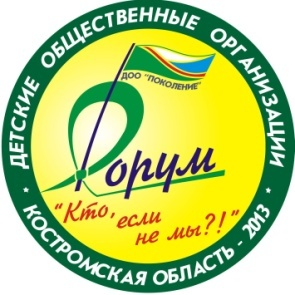 ДЕТСКИЕ ОБЩЕСТВЕННЫЕ ОРГАНИЗАЦИИ
ДОО "ПОКОЛЕНИЕ"
Форум
"Кто, если
не мы?!"
* КОСТРОМСКАЯ ОБЛАСТЬ - 2013 *